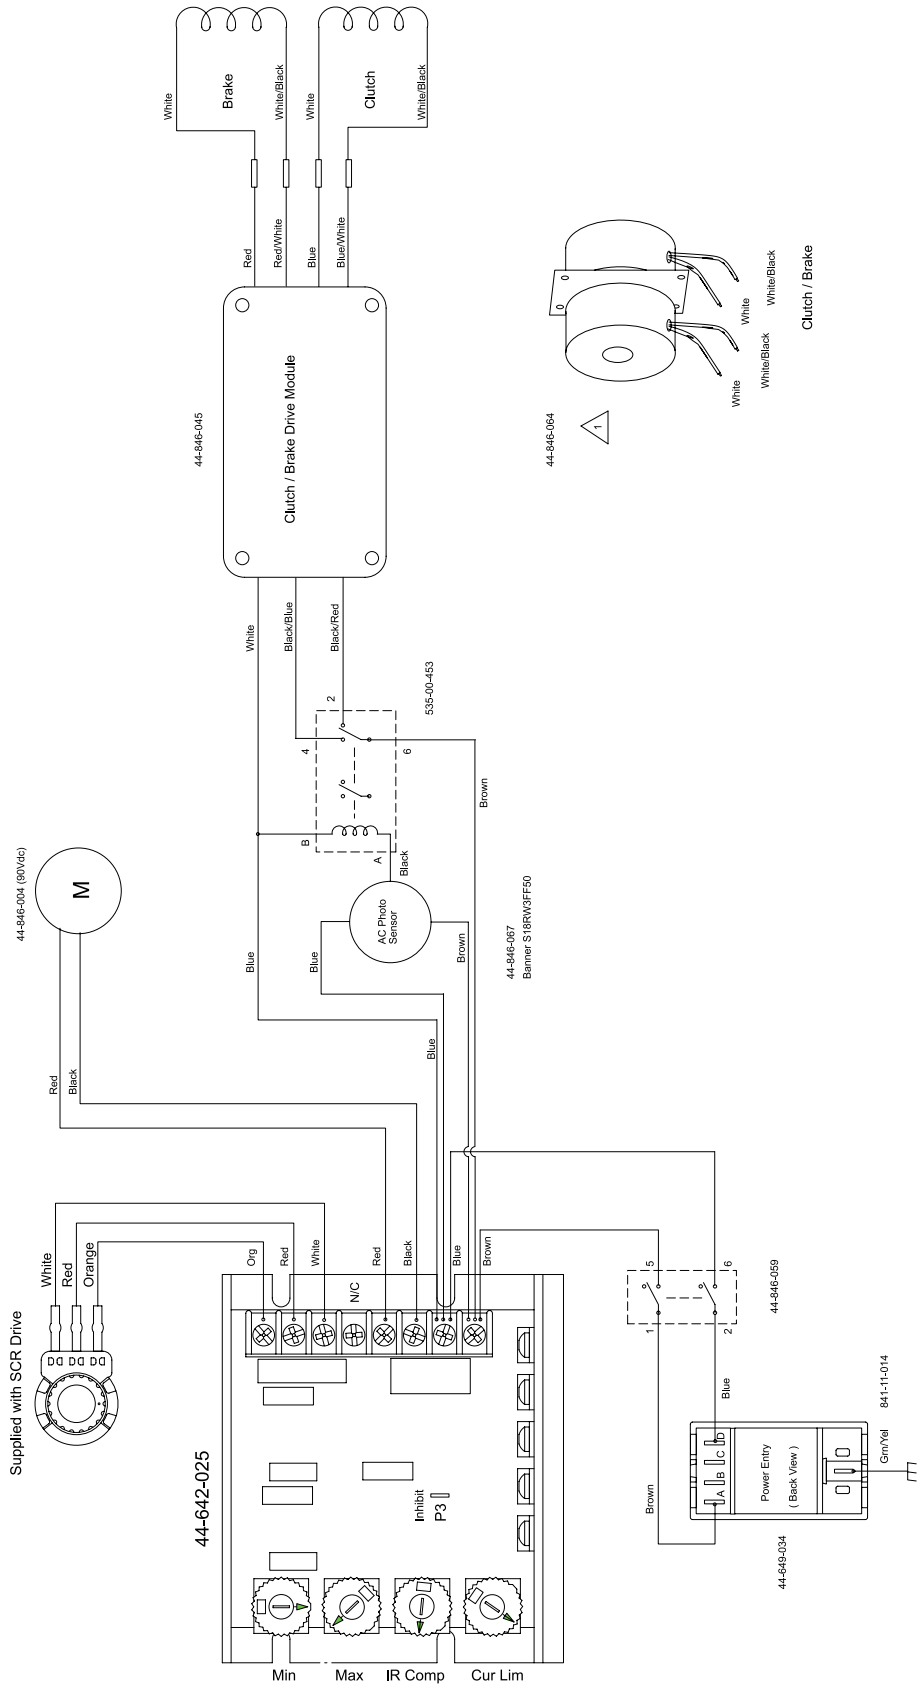 White
Brake
White/Black
White
Clutch
White/Black
Red
Red/White
Blue
Blue/White
44-846-045
Clutch / Brake Drive Module
44-846-064
1
White
White/Black
White
White/Black
Clutch / Brake
White
Black/Blue
Black/Red
2
4
6
535-00-453
B
A
Black
Brown
44-846-004 (90Vdc)
M
AC Photo
Sensor
Blue
Blue
Brown
44-846-067
Banner S18RW3FF50
Blue
Red
Black
Supplied with SCR Drive
White
Red
Orange
Org
Red
White
N/C
Red
Black
Blue
Brown
5
6
1
2
44-846-059
44-642-025
Inhibit
P3
Brown
Blue
A
B
C
D
Power Entry
( Back View )
841-11-014
Grn/Yel
44-649-034
Min
Max
IR Comp
Cur Lim